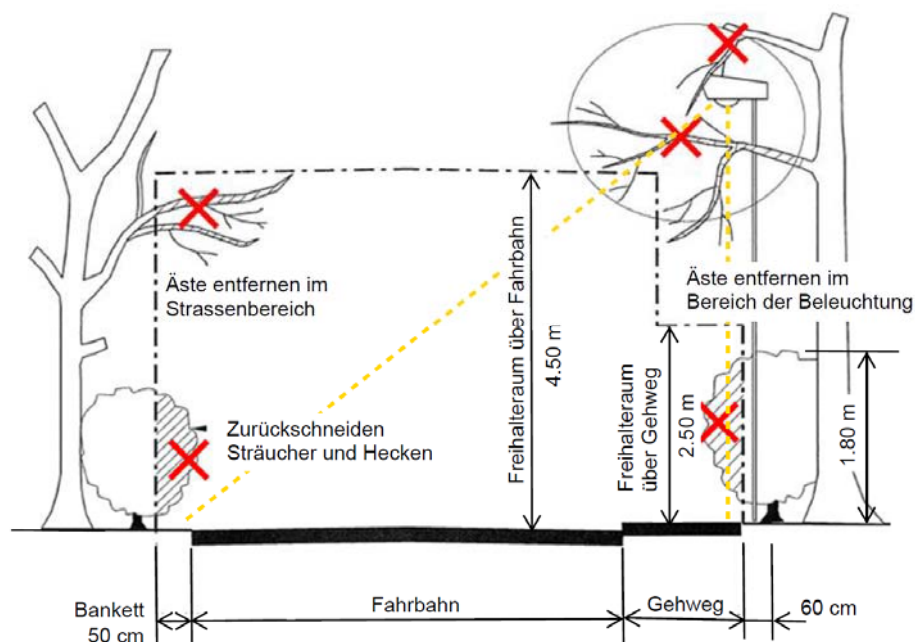 Äste entfernen im
Strassenbereich
Freihalteraum über Fahrbahn
4.50 m
Äste entfernen im
Bereich der Beleuchtung
Freihalteraum
über Gehweg
2.50 m
1.80 m
Zurückschneiden
Sträucher und Hecken
Bankett
50 cm
Fahrbahn
Gehweg
60 cm